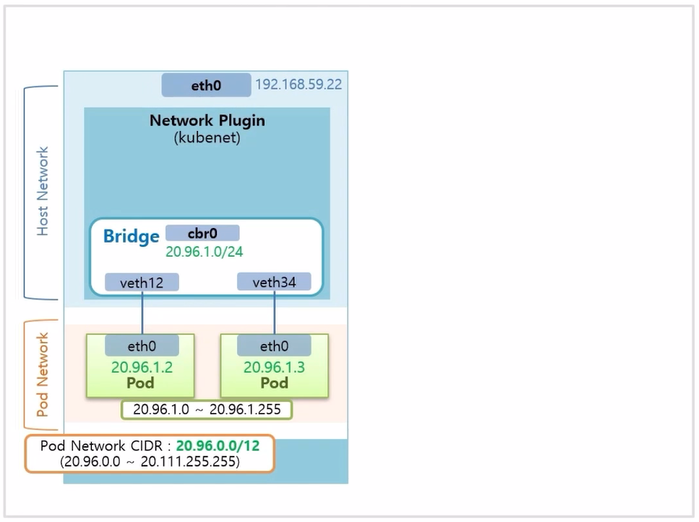 eth0
192.168.59.22
Network Plugin
(kubenet)
Host Network
Bridge
cbr0
20.96.1.0/24
veth12
veth34
Pod Network
eth0
20.96.1.2
Pod
eth0
20.96.1.3
Pod
20.96.1.0 ~ 20.96.1.255
Pod Network CIDR : 20.96.0.0/12
(20.96.0.0 ~ 20.111.255.255)